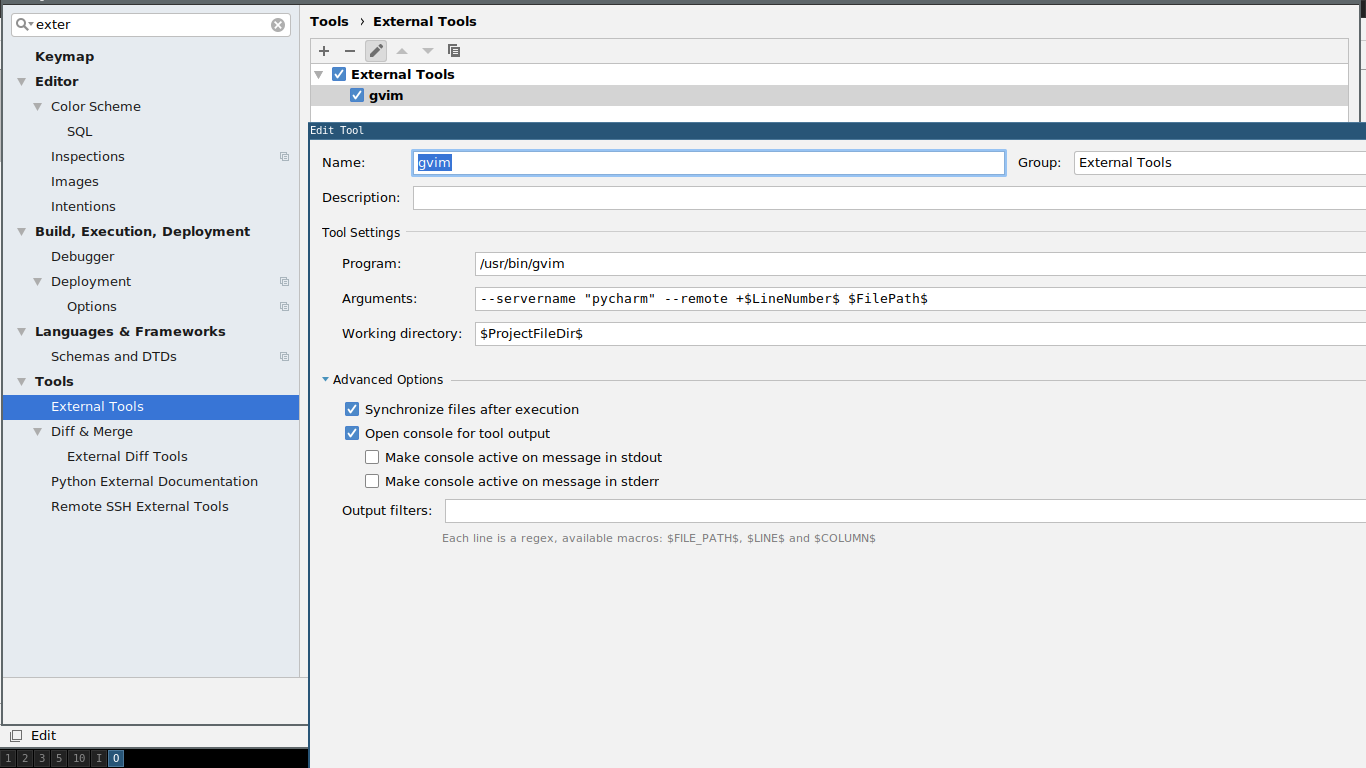 exter
Keymap
Editor
Color Scheme
SQL
Inspections
Images
Intentions
Build, Execution, Deployment
Debugger
Deployment
Options
Languages & Frameworks
Schemas and DTDs
Tools
External Tools
Diff & Merge
External Diff Tools
Python External Documentation
Remote SSH External Tools
Tools › External Tools
External Tools
gvim
Edit Tool
Name: gvim Group: External Tools
Description:
Tool Settings
Program: /usr/bin/gvim
Arguments: --servername "pycharm" --remote +$LineNumber$ $FilePath$
Working directory: $ProjectFileDir$
Advanced Options
Synchronize files after execution
Open console for tool output
Make console active on message in stdout
Make console active on message in stderr
Output filters:
Each line is a regex, available macros: $FILE_PATH$, $LINE$ and $COLUMN$
Edit
1 2 3 5 10 I O